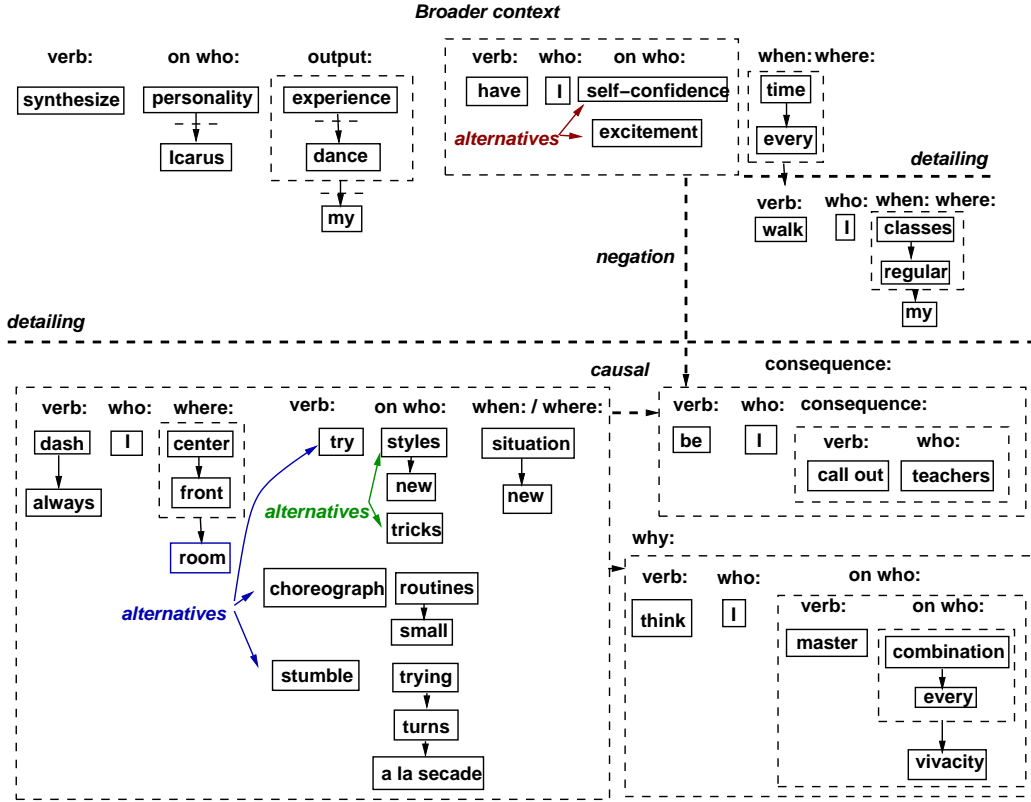 Broader context
verb: on who: output: verb: who: on who: when: where:
synthesize personality experience have I self-confidence time
alternatives excitement every
Icarus dance
detailing
my
verb: who: when: where:
walk I classes
negation
regular
my
detailing
causal consequence:
verb: who: where: verb: on who: when: / where: verb: who: consequence:
dash I center try styles situation be I verb: who:
always front new new call out teachers
alternatives tricks
room
why:
verb: who: on who:
choreograph routines think I verb: on who:
alternatives small master combination
stumble trying every
turns
a la secade vivacity